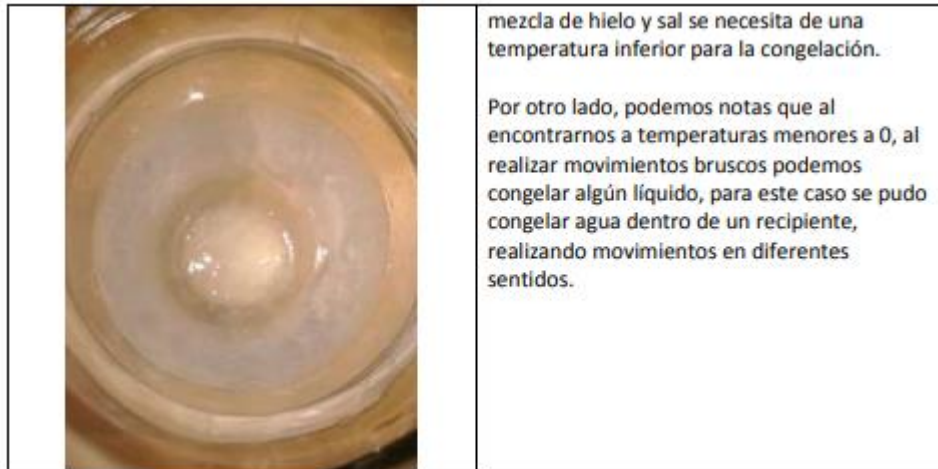 mezcla de hielo y sal se necesita de una
temperatura inferior para la congelación.
Por otro lado, podemos notas que al
encontrarnos a temperaturas menores a 0, al
realizar movimientos bruscos podemos
congelar algún líquido, para este caso se pudo
congelar agua dentro de un recipiente,
realizando movimientos en diferentes
sentidos.